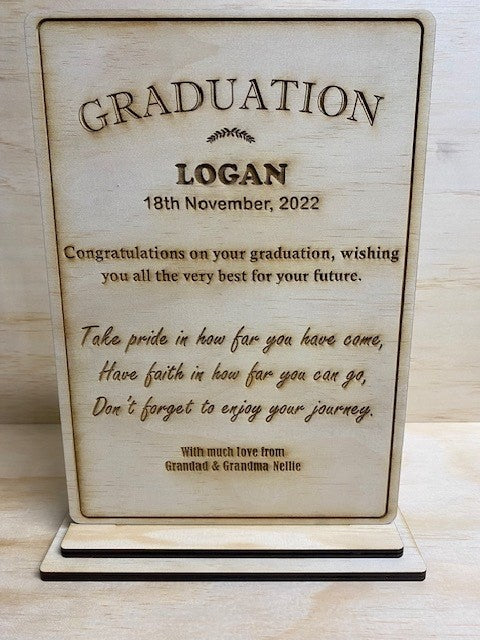 GRADUATION
LOGAN
18th November, 2022
Congratulations on your graduation, wishing
you all the very best for your future.
Take pride in how far you have come,
Have faith in how far you can go,
Don't forget to enjoy your journey.
With much love from
Grandad & Grandma Nellie